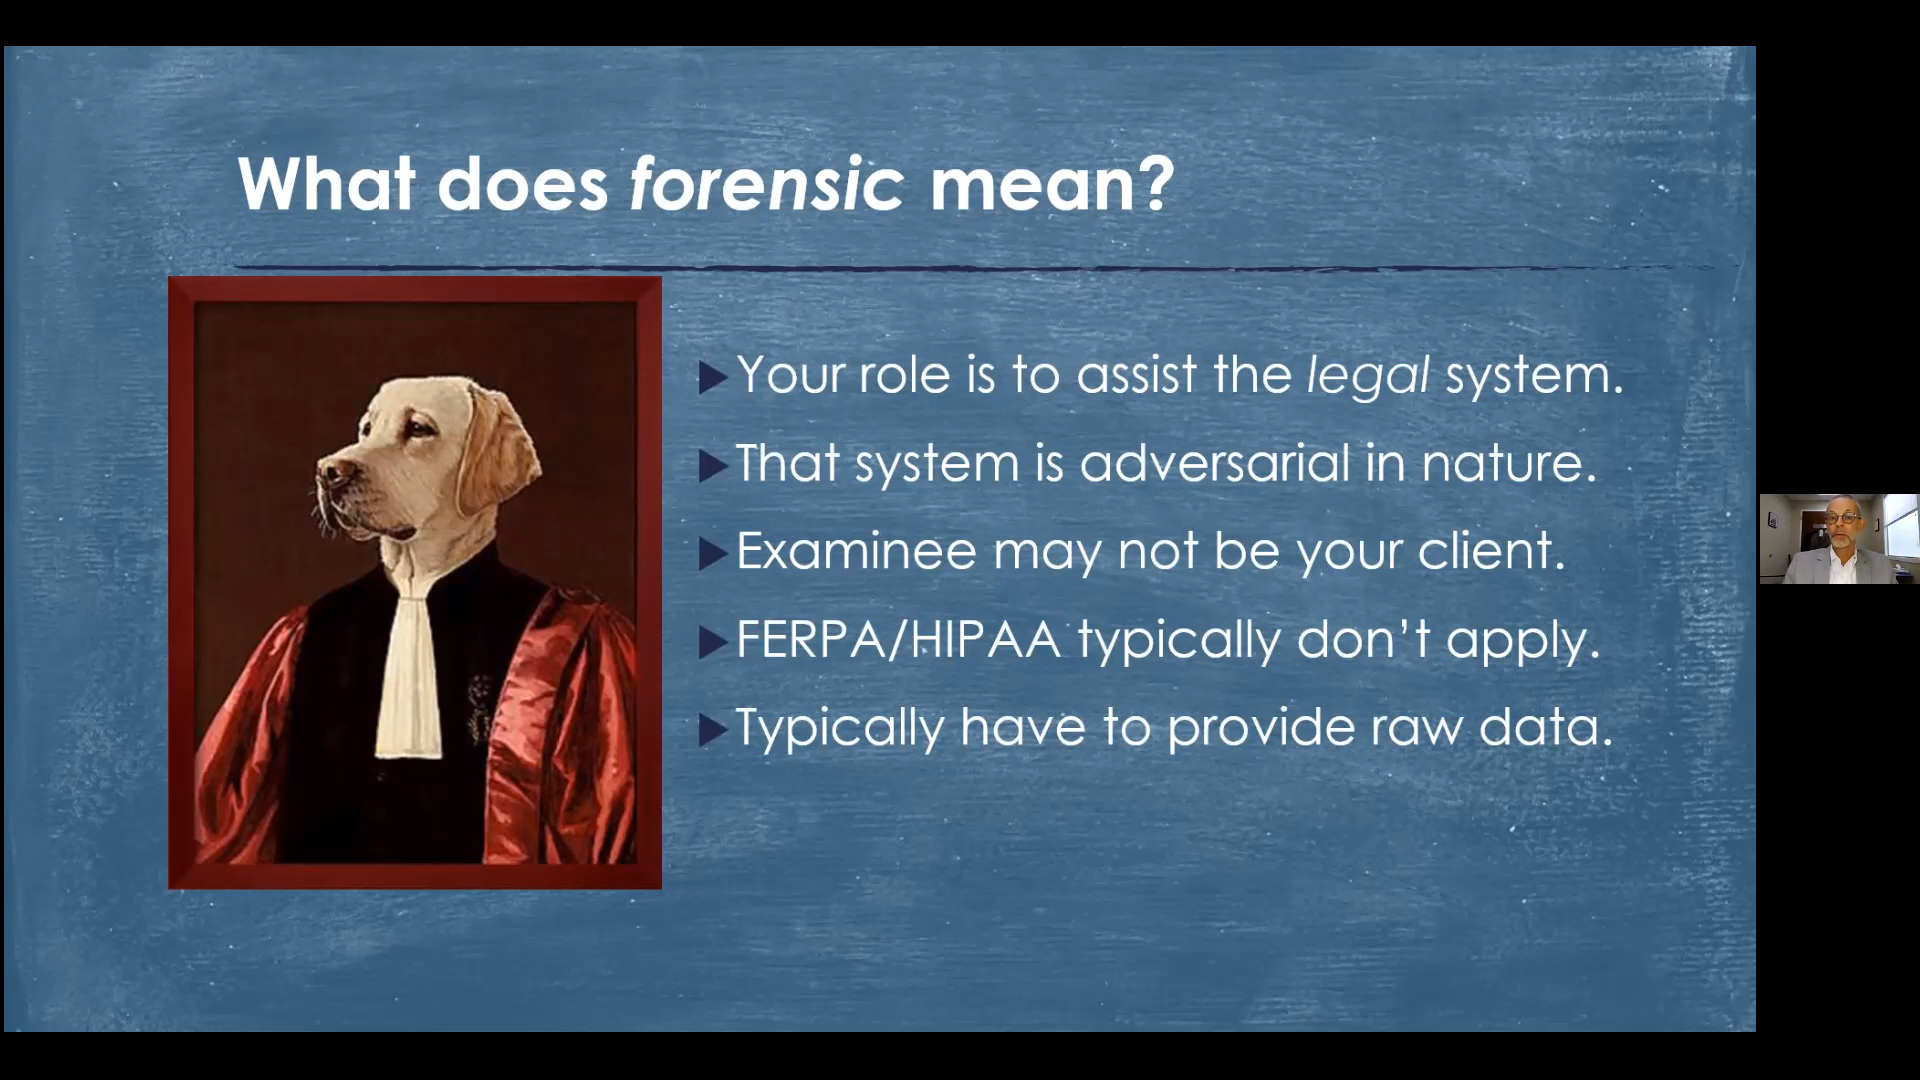 What does forensic mean?
Your role is to assist the legal system.
That system is adversarial in nature.
Examinee may not be your client.
FERPA/HIPAA typically don’t apply.
Typically have to provide raw data.